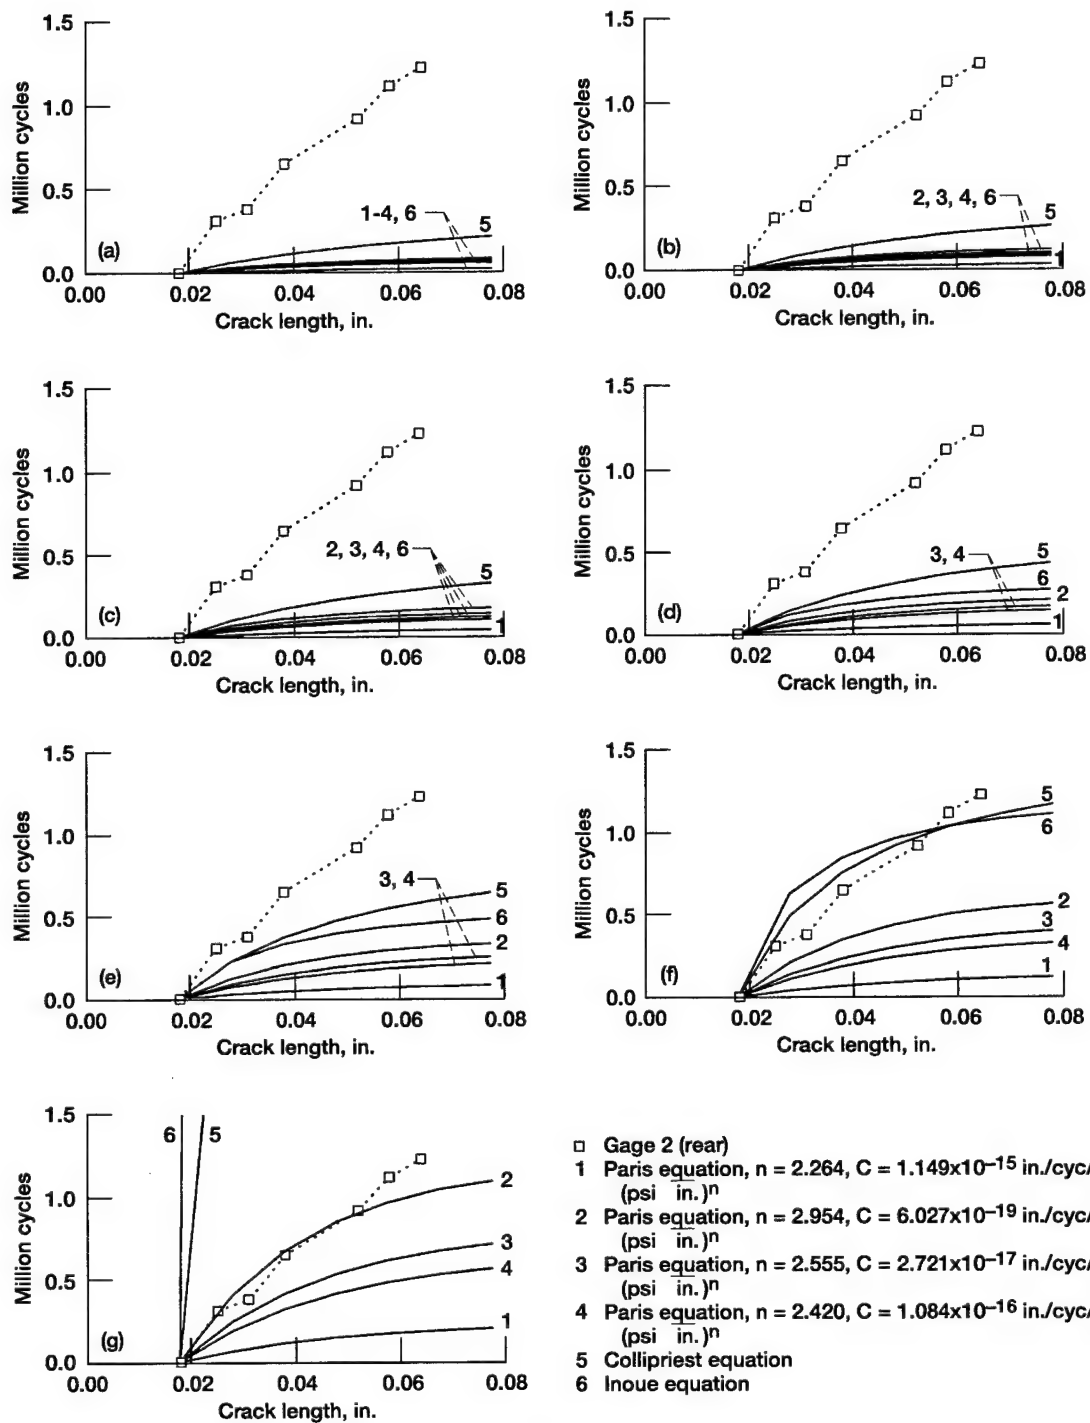 1.5
1.0
0.5
0.0
Million cycles
(a)
1-4, 6
5
0.00 0.02 0.04 0.06 0.08
Crack length, in.
1.5
1.0
0.5
0.0
Million cycles
(b)
2, 3, 4, 6
5
1
0.00 0.02 0.04 0.06 0.08
Crack length, in.
1.5
1.0
0.5
0.0
Million cycles
(c)
2, 3, 4, 6
5
1
0.00 0.02 0.04 0.06 0.08
Crack length, in.
1.5
1.0
0.5
0.0
Million cycles
(d)
3, 4
5
6
2
1
0.00 0.02 0.04 0.06 0.08
Crack length, in.
1.5
1.0
0.5
0.0
Million cycles
(e)
3, 4
5
6
2
1
0.00 0.02 0.04 0.06 0.08
Crack length, in.
1.5
1.0
0.5
0.0
Million cycles
(f)
5
6
2
3
4
1
0.00 0.02 0.04 0.06 0.08
Crack length, in.
1.5
1.0
0.5
0.0
Million cycles
(g)
6 5
2
3
4
1
0.00 0.02 0.04 0.06 0.08
Crack length, in.
Gage 2 (rear)
1 Paris equation, n = 2.264, C = 1.149x10–15 in./cyc/
(psi in.)n
2 Paris equation, n = 2.954, C = 6.027x10–19 in./cyc/
(psi in.)n
3 Paris equation, n = 2.555, C = 2.721x10–17 in./cyc/
(psi in.)n
4 Paris equation, n = 2.420, C = 1.084x10–16 in./cyc/
(psi in.)n
5 Collipriest equation
6 Inoue equation